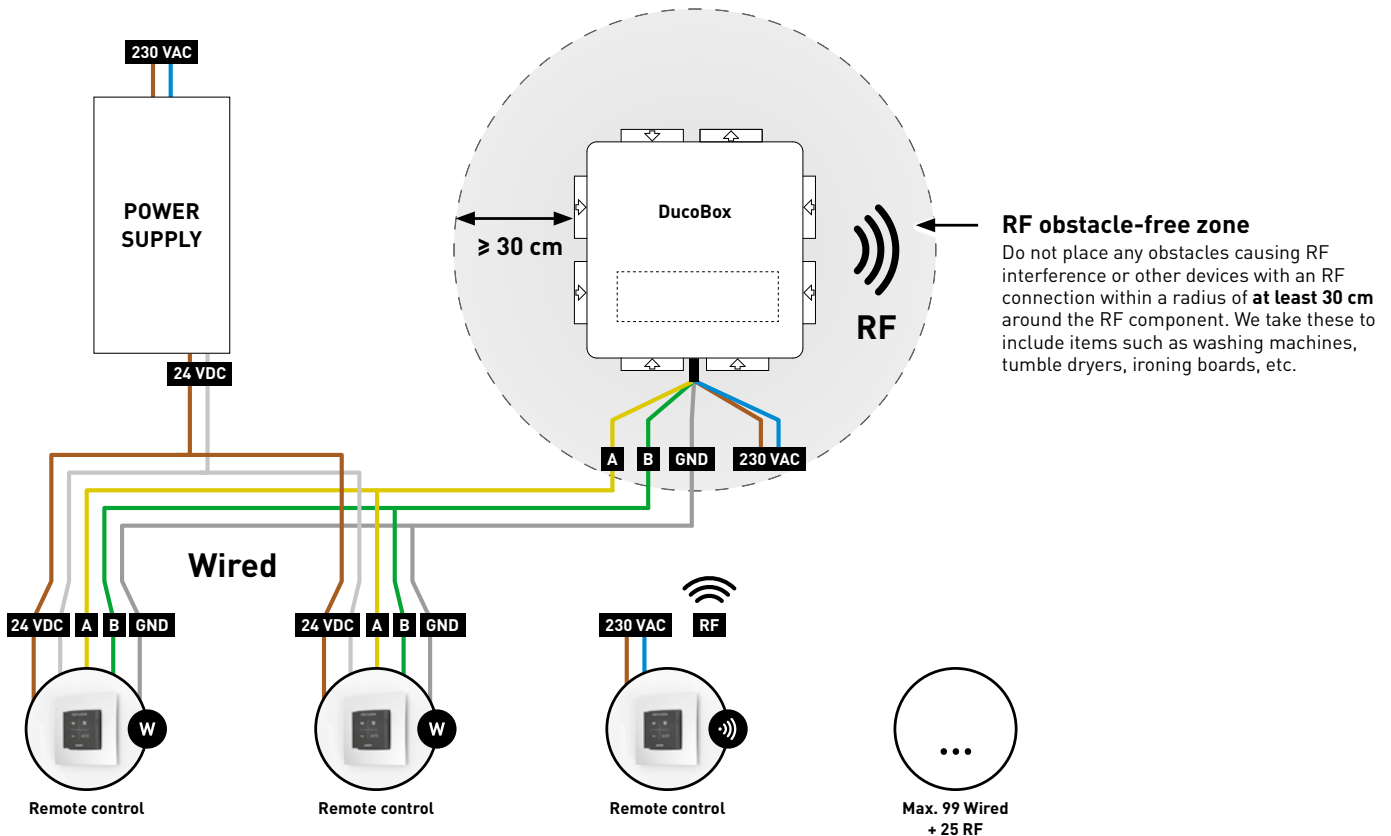 230 VAC
POWER
SUPPLY
24 VDC
DucoBox
≥ 30 cm
RF
RF obstacle-free zone
Do not place any obstacles causing RF
interference or other devices with an RF
connection within a radius of at least 30 cm
around the RF component. We take these to
include items such as washing machines,
tumble dryers, ironing boards, etc.
A B GND 230 VAC
Wired
24 VDC A B GND
24 VDC A B GND
230 VAC RF
W
W
...
Remote control
Remote control
Remote control
Max. 99 Wired
+ 25 RF